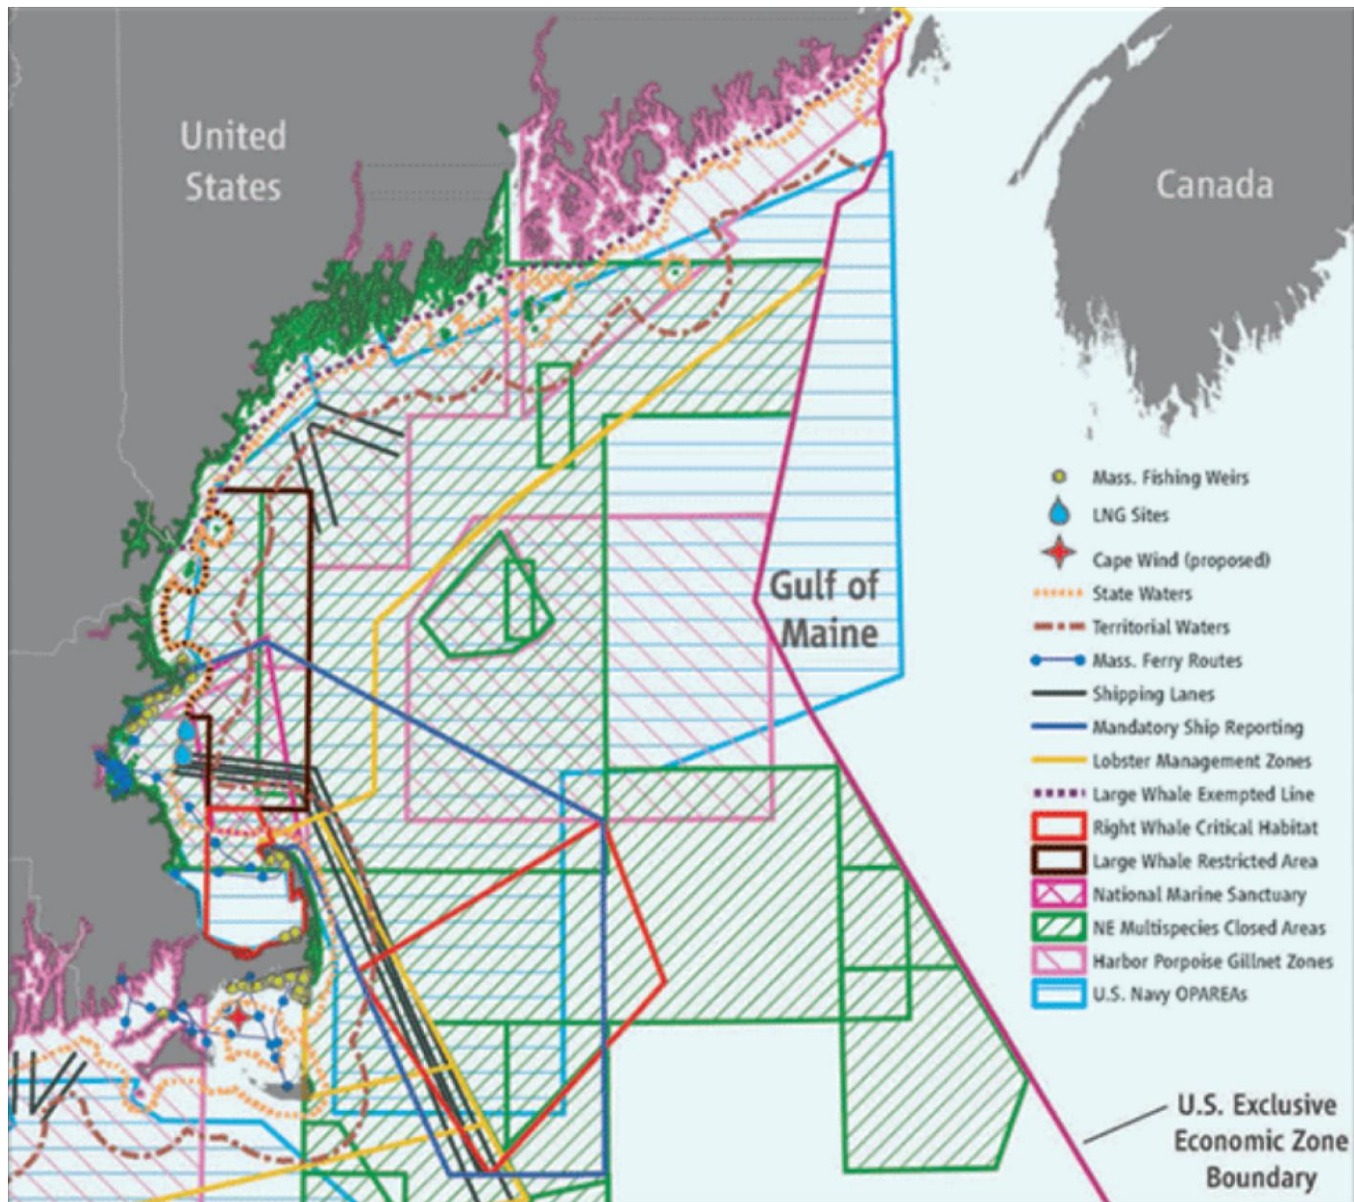 United
States
Canada
Gulf of
Maine
Mass. Fishing Weirs
LNG Sites
Cape Wind (proposed)
State Waters
Territorial Waters
Mass. Ferry Routes
Shipping Lanes
Mandatory Ship Reporting
Lobster Management Zones
Large Whale Exempted Line
Right Whale Critical Habitat
Large Whale Restricted Area
National Marine Sanctuary
NE Multispecies Closed Areas
Harbor Porpoise Gillnet Zones
U.S. Navy OPAREAs
U.S. Exclusive
Economic Zone
Boundary